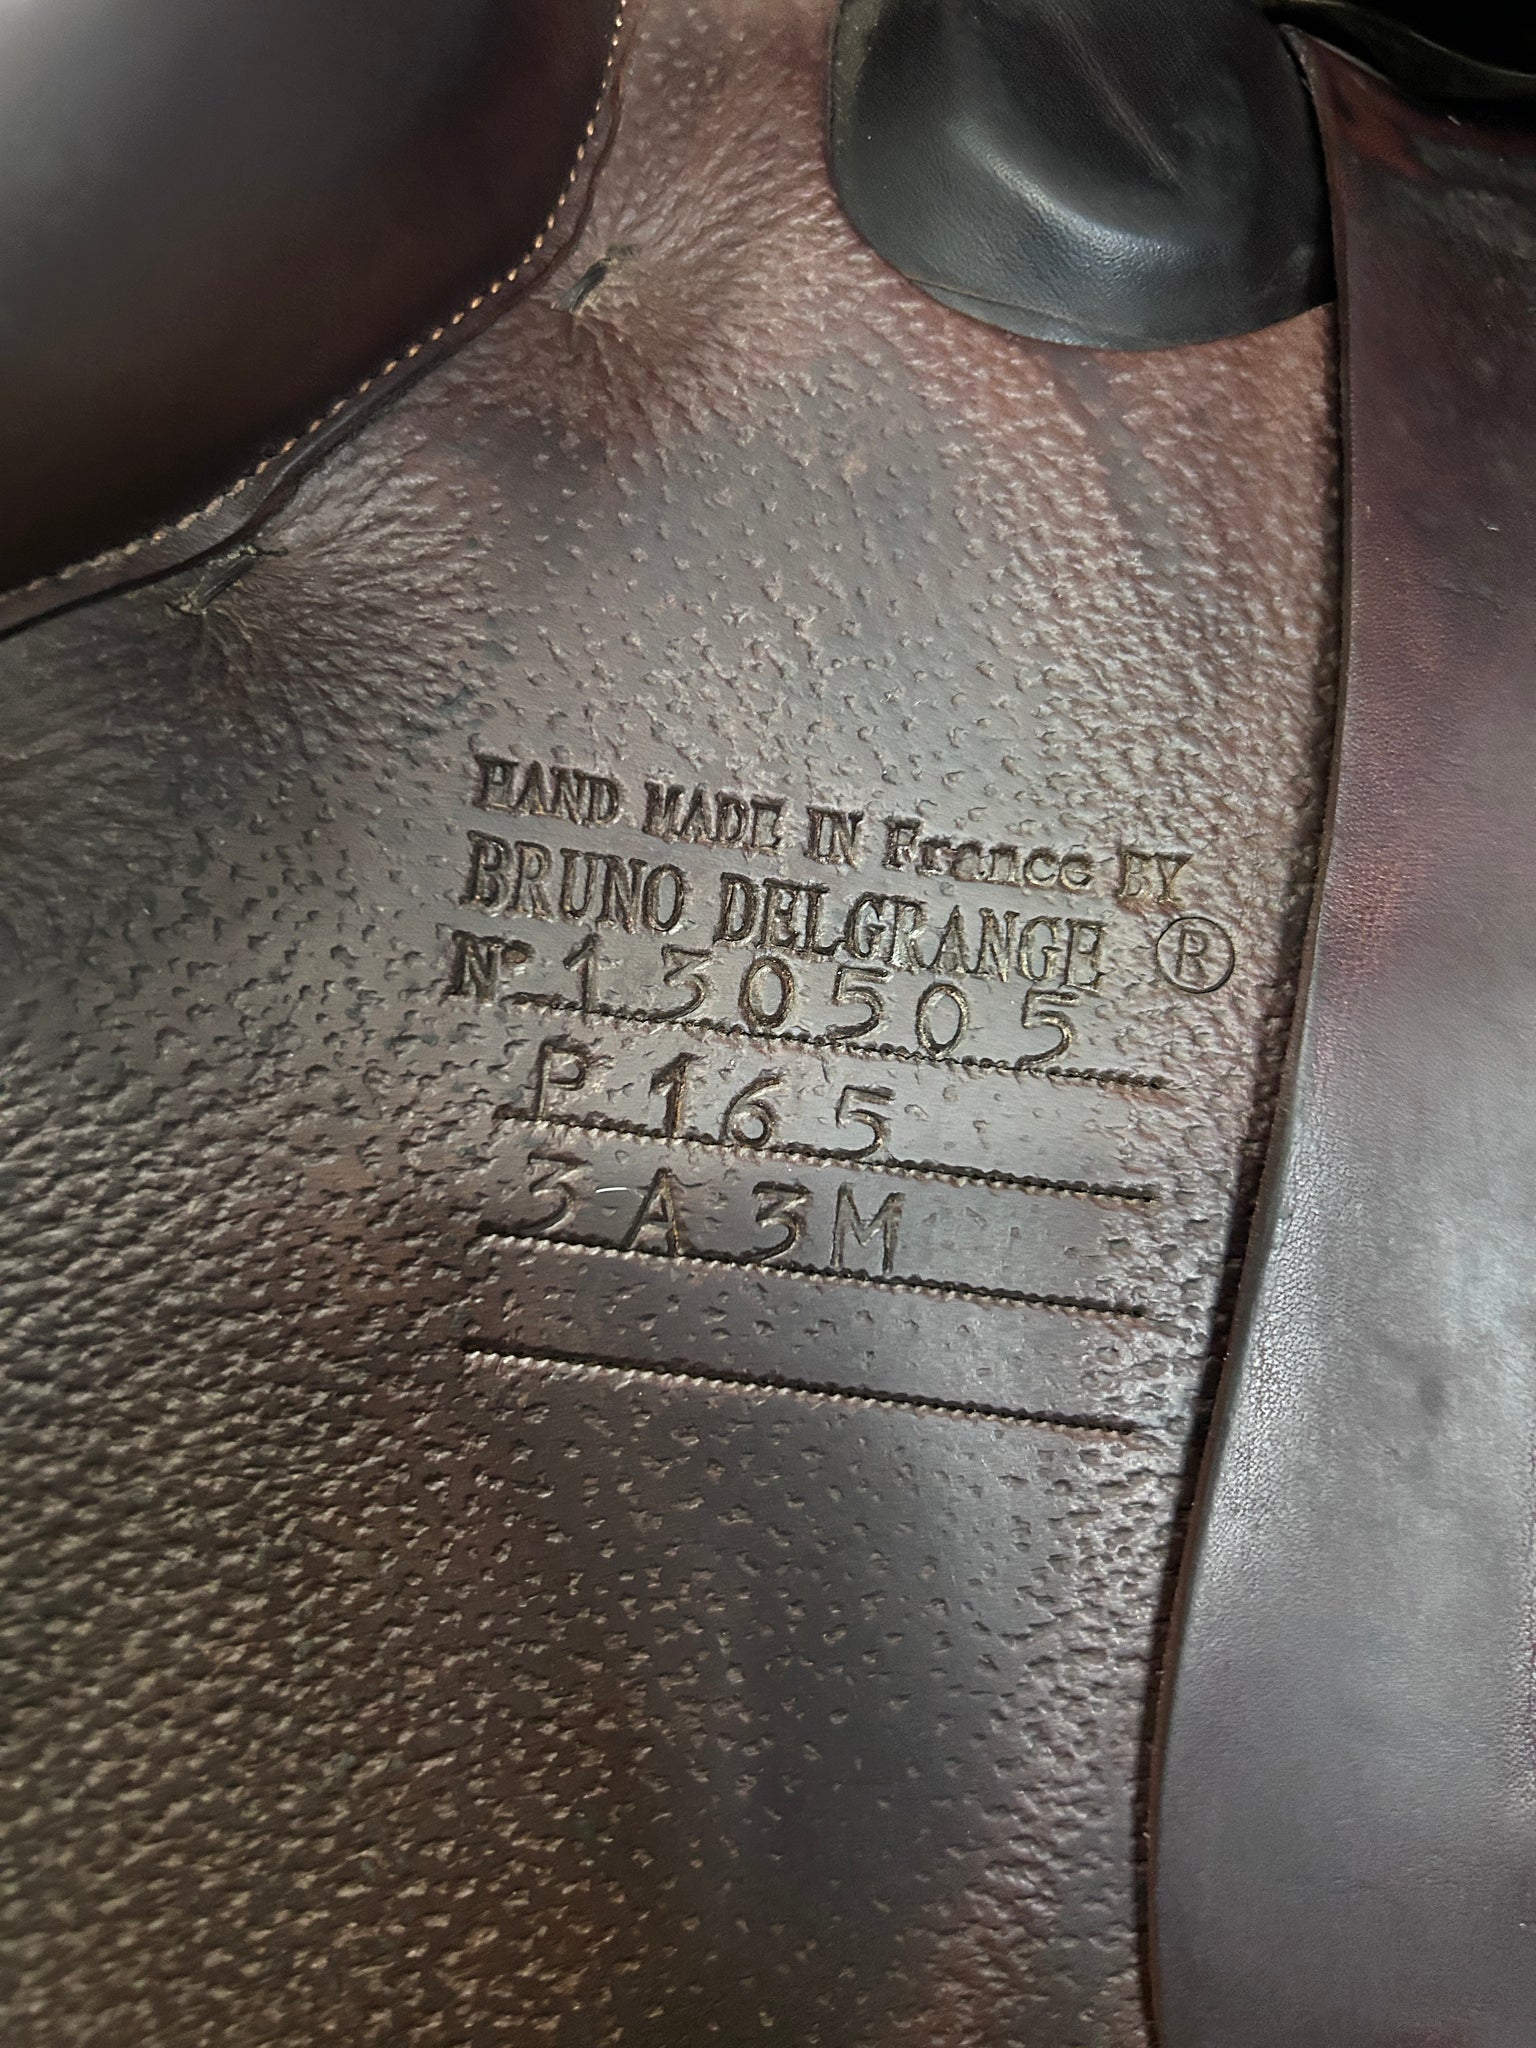 HAND MADE IN France BY
BRUNO DELGRANGE ®
N° 130505
P 165
3A3M